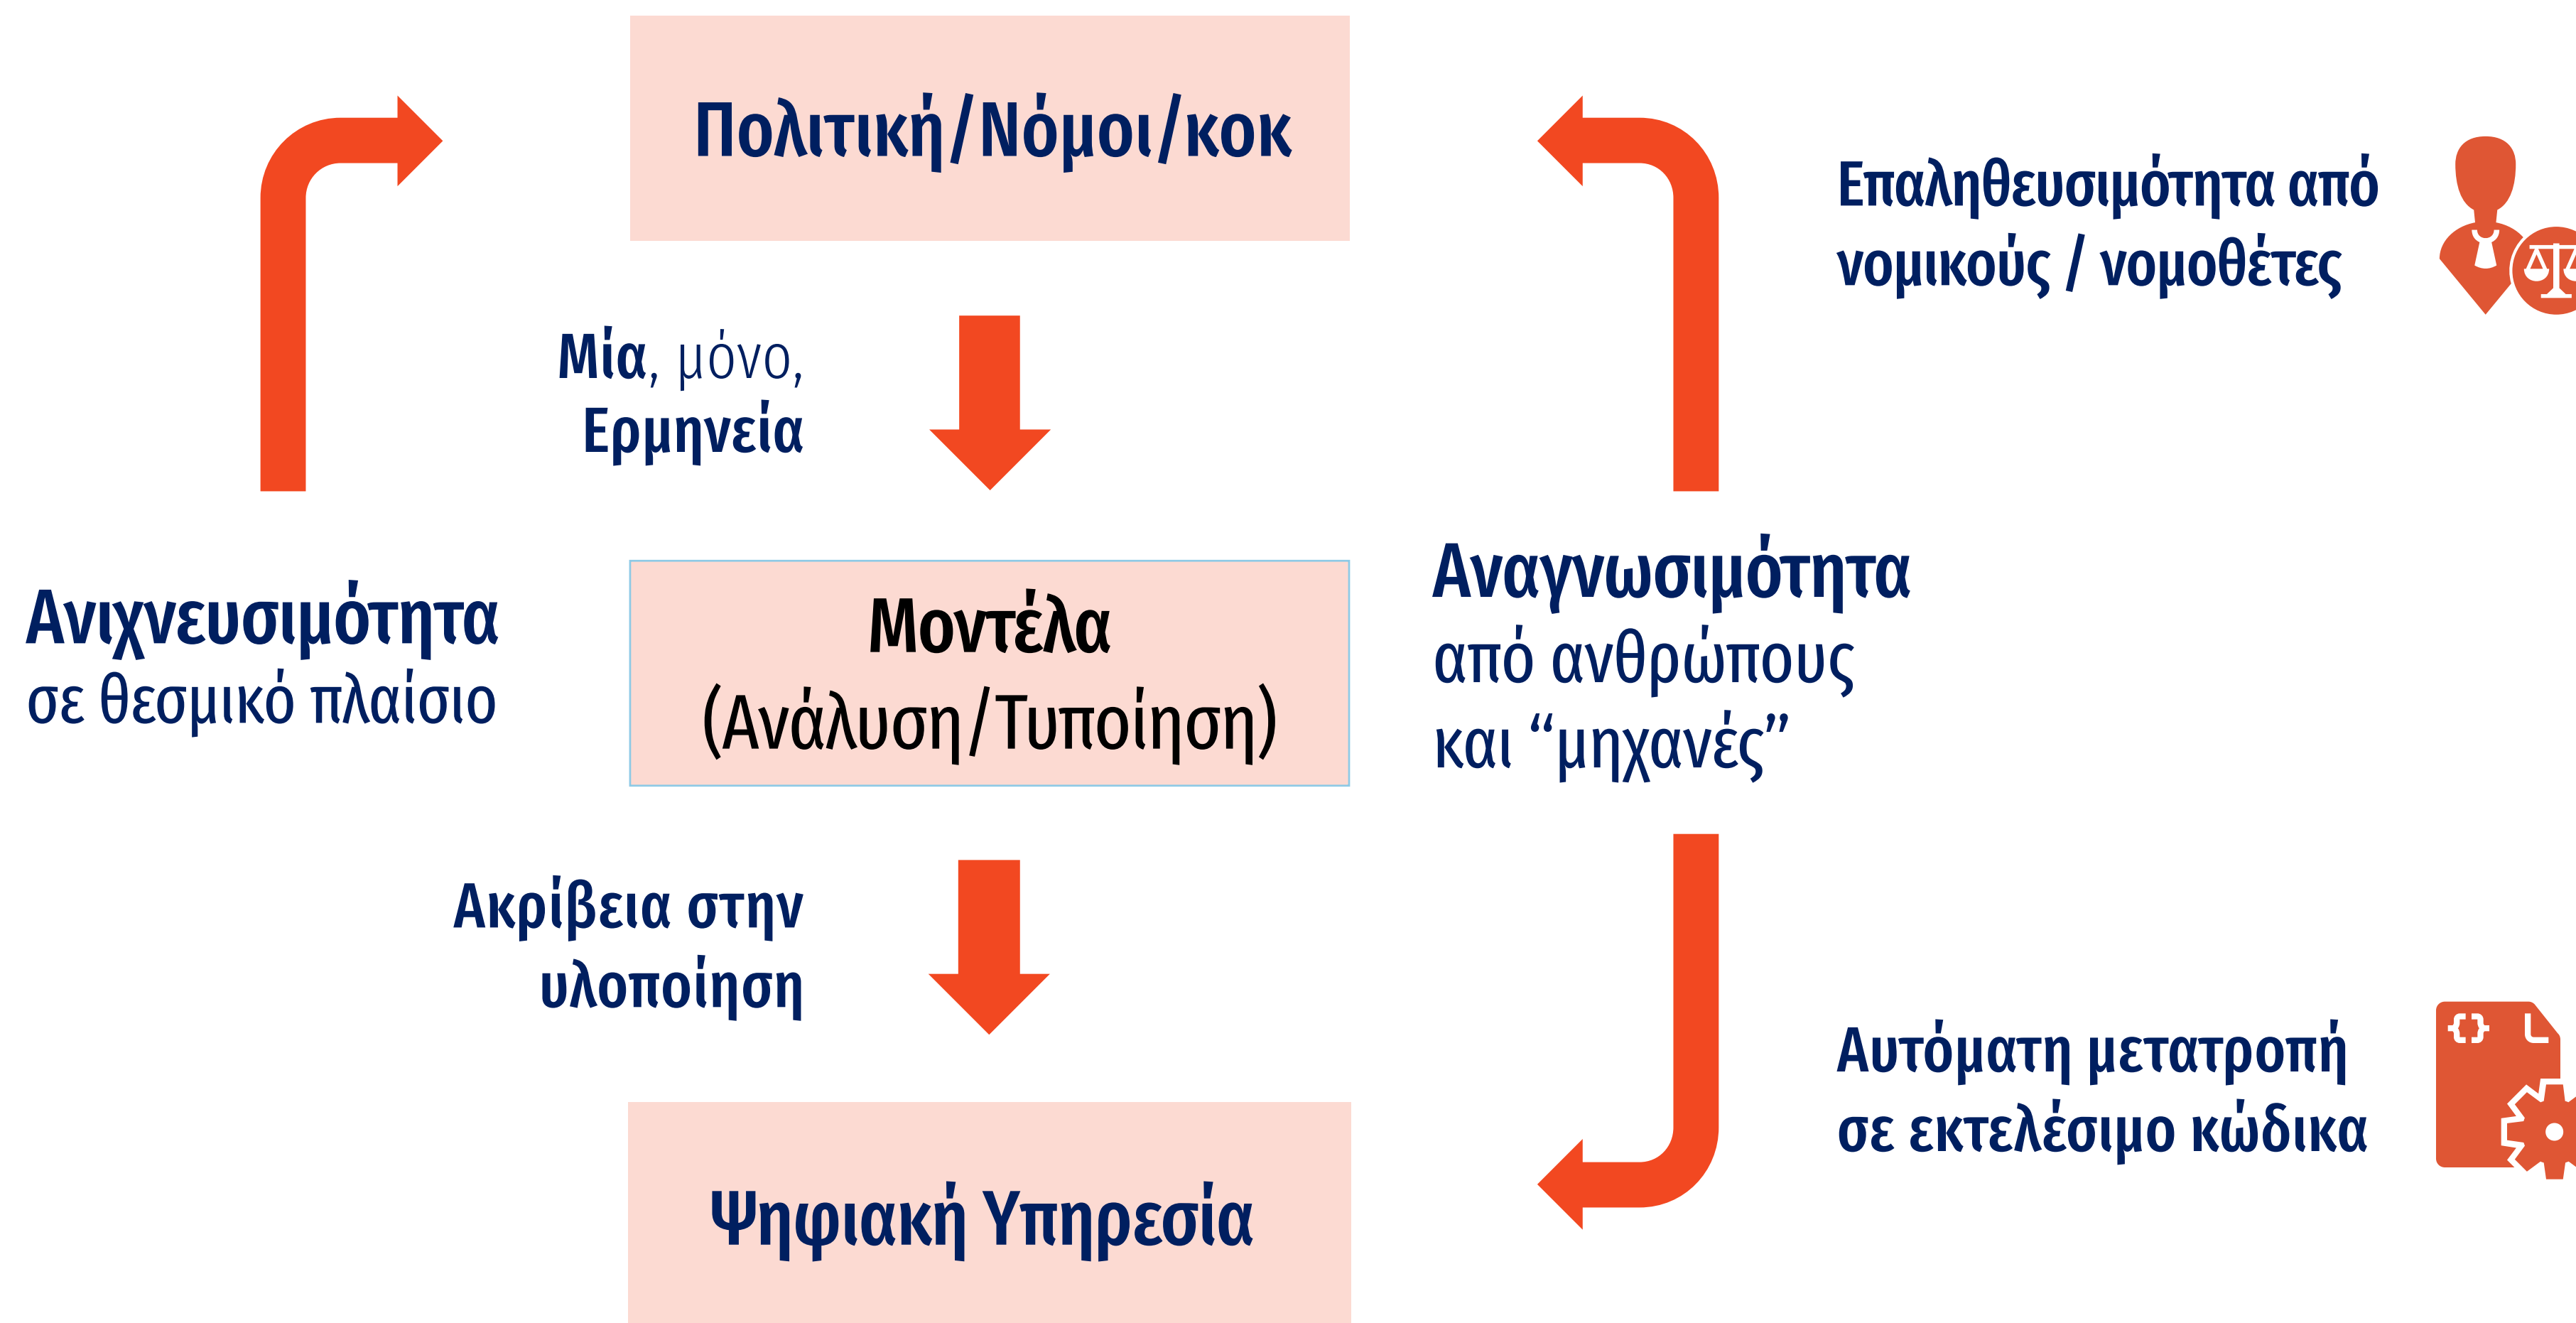 Πολιτική/Νόμοι/κοκ
Επαληθευσιμότητα από
νομικούς / νομοθέτες
Μία, μόνο,
Ερμηνεία
Ανιχνευσιμότητα
σε θεσμικό πλαίσιο
Μοντέλα
(Ανάλυση/Τυποίηση)
Αναγνωσιμότητα
από ανθρώπους
και “μηχανές”
Ακρίβεια στην
υλοποίηση
Αυτόματη μετατροπή
σε εκτελέσιμο κώδικα
{}
Ψηφιακή Υπηρεσία